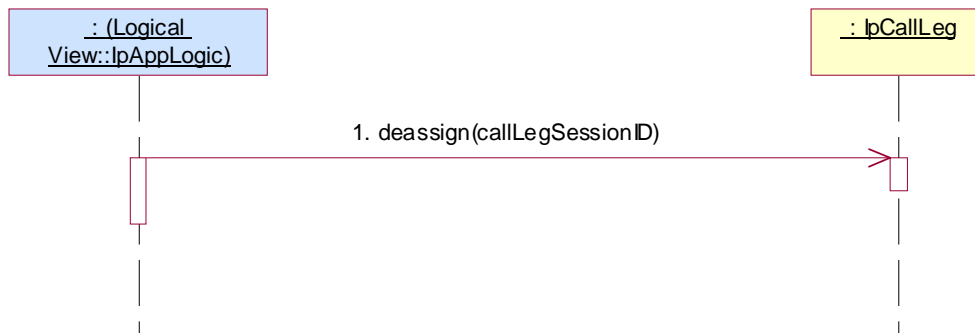 : (Logical
View::IpAppLogic)
: IpCallLeg
1. deassign(callLegSessionID)